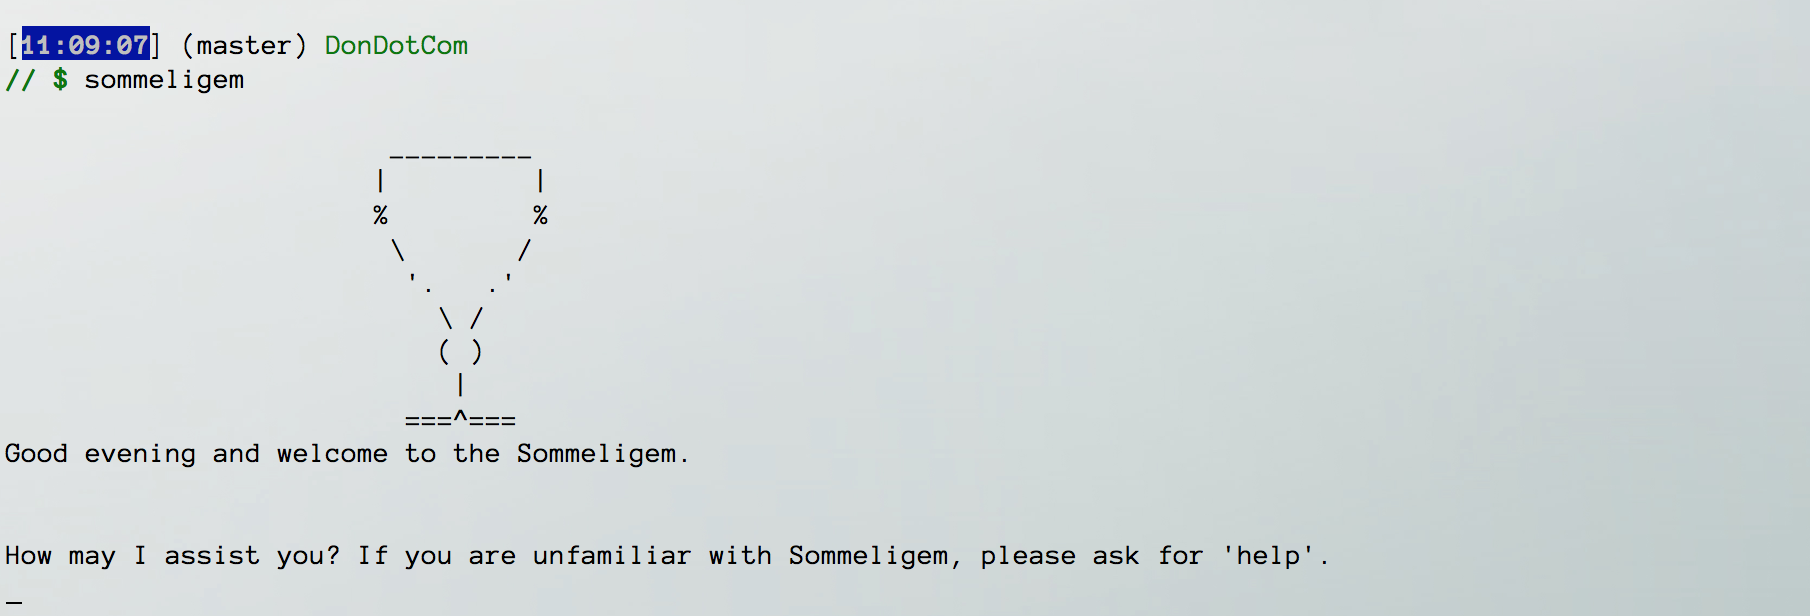 [11:09:07] (master) DonDotCom
// $ sommeligem
                         _________
                        |         |
                        %         %
                         \       /
                          '.   .'
                            \ /
                            ( )
                             |
                          ===^===
Good evening and welcome to the Sommeligem.
How may I assist you? If you are unfamiliar with Sommeligem, please ask for 'help'.
_